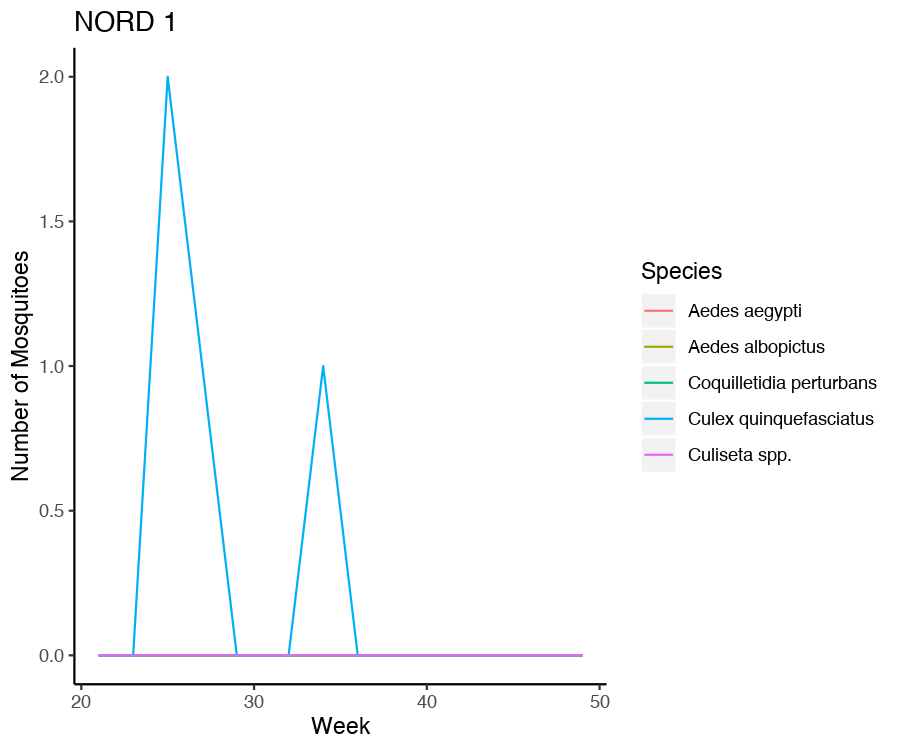 NORD 1
2.0
1.5
1.0
0.5
0.0
20
30
40
50
Week
Number of Mosquitoes
Species
Aedes aegypti
Aedes albopictus
Coquilletidia perturbans
Culex quinquefasciatus
Culiseta spp.